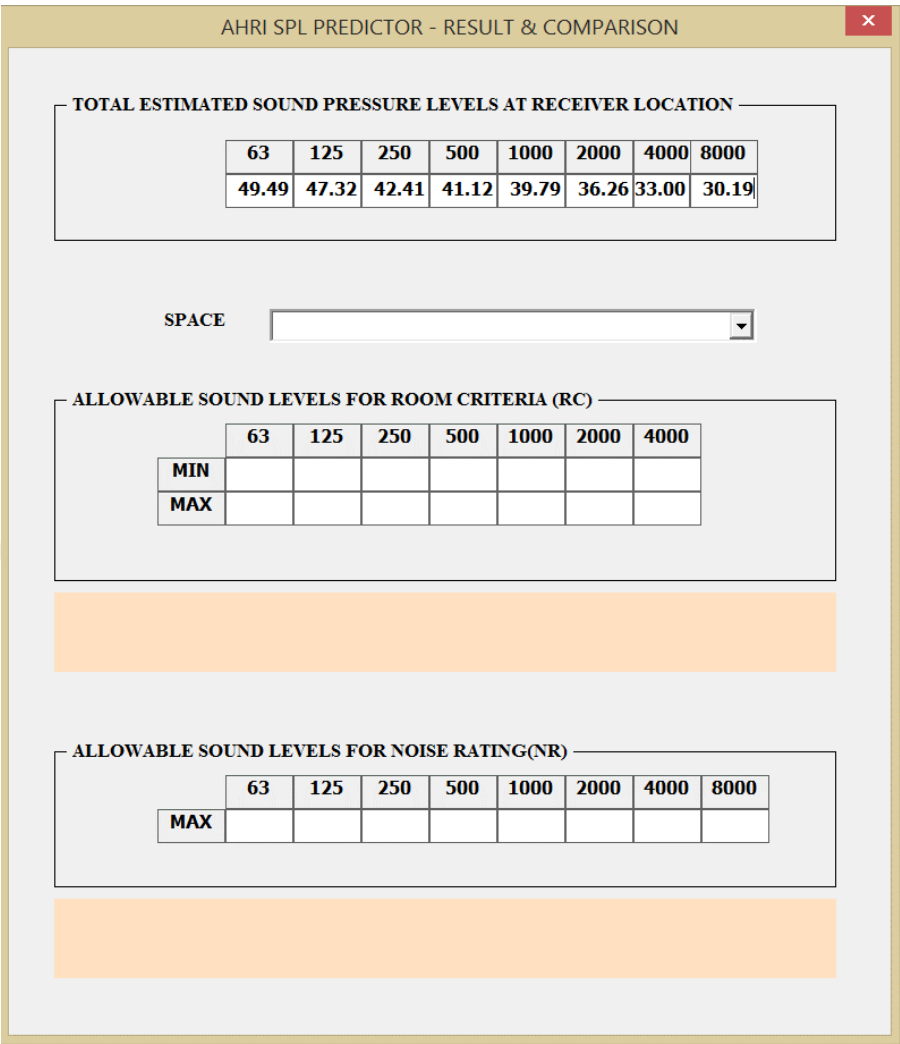 AHRI SPL PREDICTOR - RESULT & COMPARISON
TOTAL ESTIMATED SOUND PRESSURE LEVELS AT RECEIVER LOCATION
63 125 250 500 1000 2000 4000 8000
49.49 47.32 42.41 41.12 39.79 36.26 33.00 30.19
SPACE
ALLOWABLE SOUND LEVELS FOR ROOM CRITERIA (RC)
63 125 250 500 1000 2000 4000
MIN
MAX
ALLOWABLE SOUND LEVELS FOR NOISE RATING(NR)
63 125 250 500 1000 2000 4000 8000
MAX